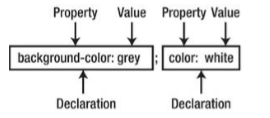 Property Value Property Value
background-color: grey ; color: white
Declaration Declaration